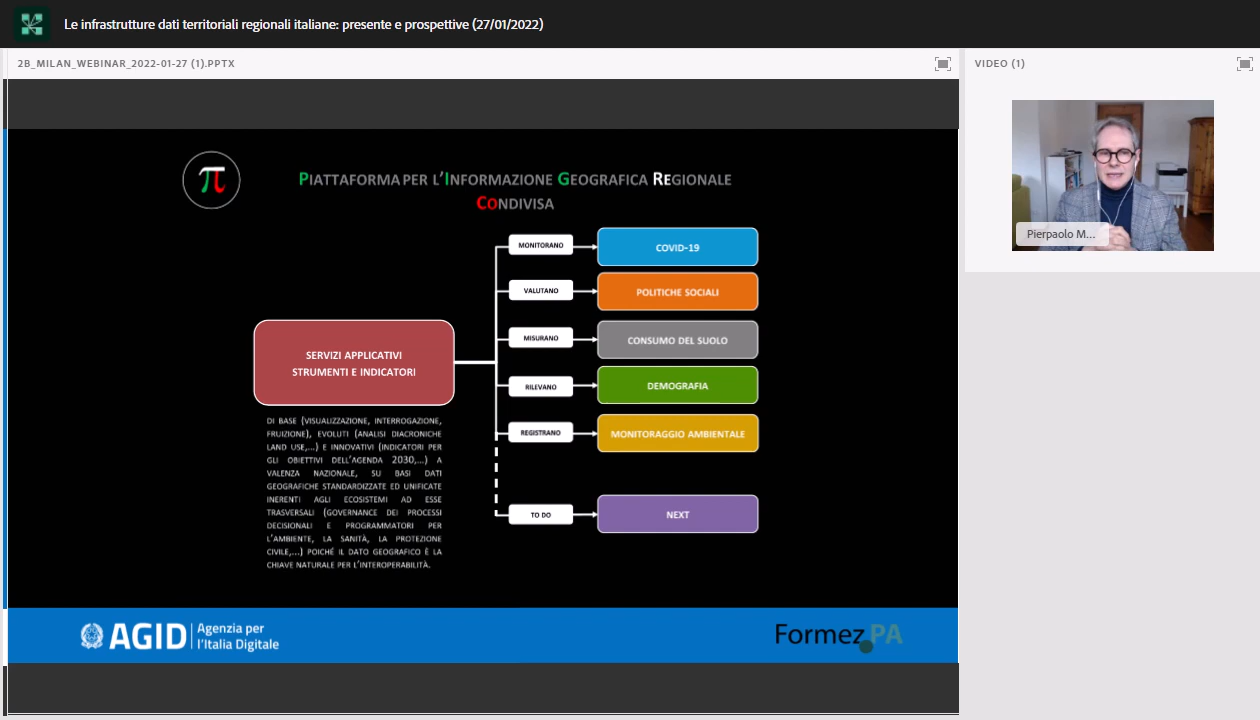 Le infrastrutture dati territoriali regionali italiane: presente e prospettive (27/01/2022)
2B_MILAN_WEBINAR_2022-01-27 (1).PPTX
VIDEO (1)
π
PIATTAFORMA PER L'INFORMAZIONE GEOGRAFICA REGIONALE
CONDIVISA
MONITORANO
COVID-19
VALUTANO
POLITICHE SOCIALI
MISURANO
CONSUMO DEL SUOLO
RILEVANO
DEMOGRAFIA
REGISTRANO
MONITORAGGIO AMBIENTALE
TO DO
NEXT
SERVIZI APPLICATIVI
STRUMENTI E INDICATORI
DI BASE (VISUALIZZAZIONE, INTERROGAZIONE,
FRUIZIONE), EVOLUTI (ANALISI DIACRONICHE
LAND USE,...) E INNOVATIVI (INDICATORI PER
GLI OBIETTIVI DELL'AGENDA 2030,...) A
VALENZA NAZIONALE, SU BASI DATI
GEOGRAFICHE STANDARDIZZATE ED UNIFICATE
INERENTI AGLI ECOSISTEMI AD ESSE
TRASVERSALI (GOVERNANCE DEI PROCESSI
DECISIONALI E PROGRAMMATORI PER
L'AMBIENTE, LA SANITÀ, LA PROTEZIONE
CIVILE,...) POICHÉ IL DATO GEOGRAFICO È LA
CHIAVE NATURALE PER L'INTEROPERABILITÀ.
Pierpaolo M...
AGID
Agenzia per
l'Italia Digitale
Formez PA